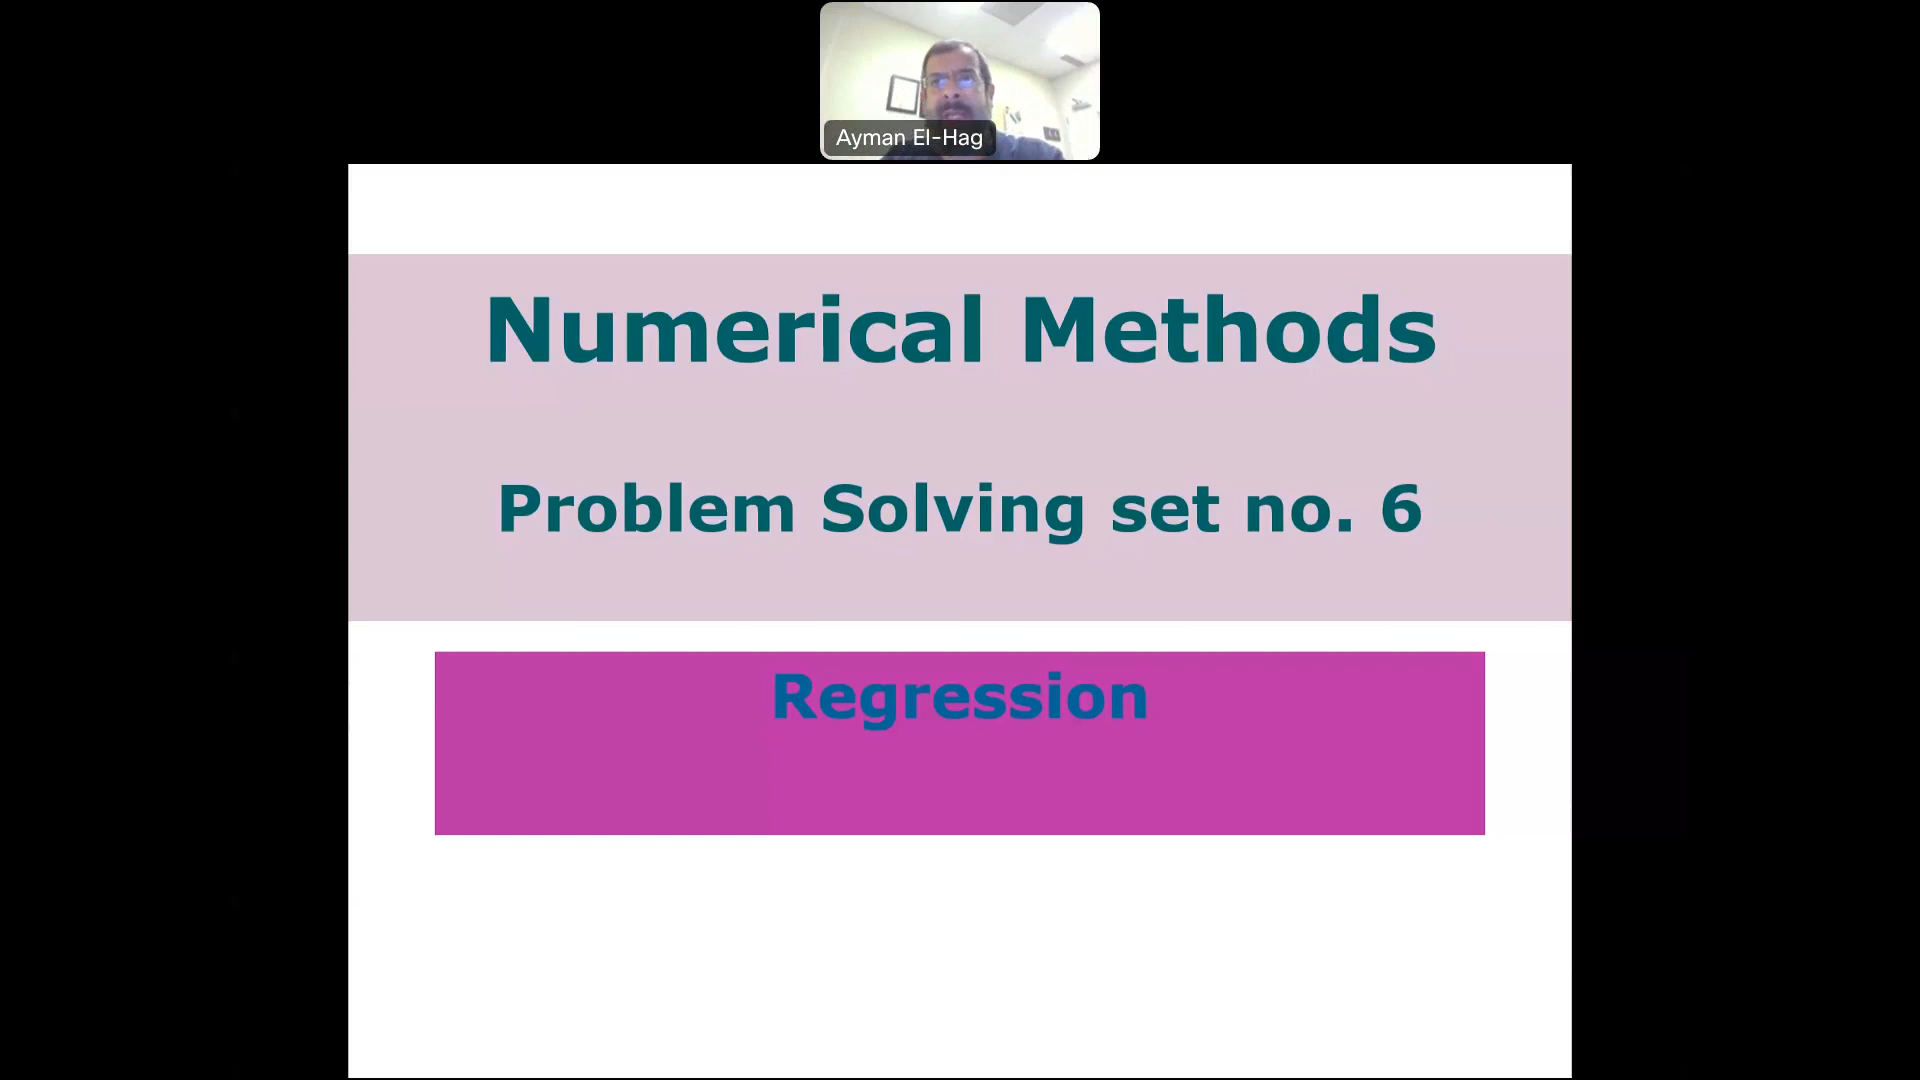 Ayman El-Hag
Numerical Methods
Problem Solving set no. 6
Regression